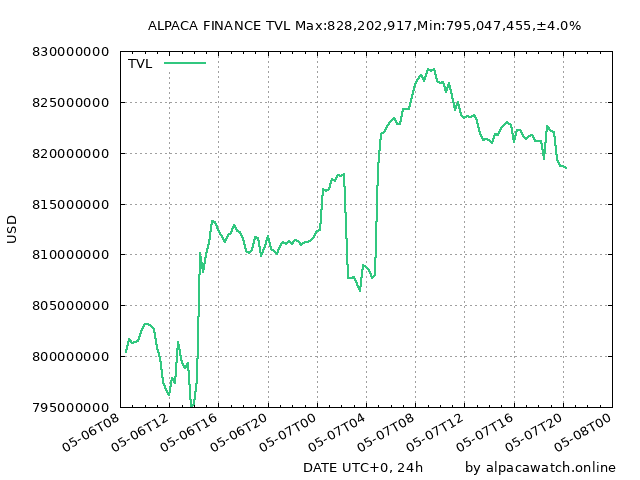 ALPACA FINANCE TVL Max:828,202,917,Min:795,047,455,±4.0%
830000000
TVL
825000000
820000000
815000000
USD
810000000
805000000
800000000
795000000
05-06T08 05-06T12 05-06T16 05-06T20 05-07T00 05-07T04 05-07T08 05-07T12 05-07T16 05-07T20 05-08T00
DATE UTC+0, 24h by alpacawatch.online